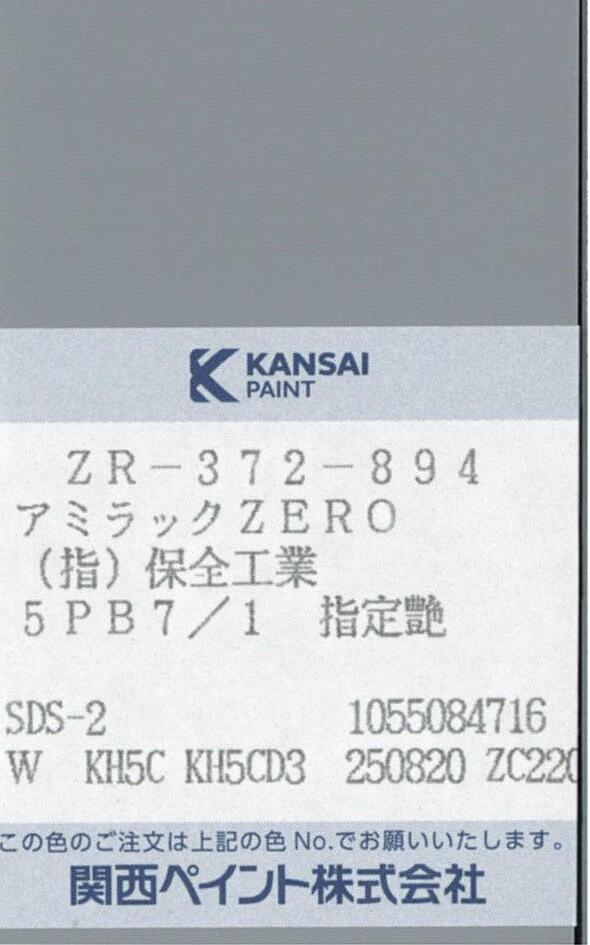 KANSAI
PAINT
ZR-372-894
アミラックZERO
(指)保全工業
5PB7/1 指定艶
SDS-2 1055084716
W KH5C KH5CD3 250820 ZC220
この色のご注文は上記の色No.でお願いいたします。
関西ペイント株式会社